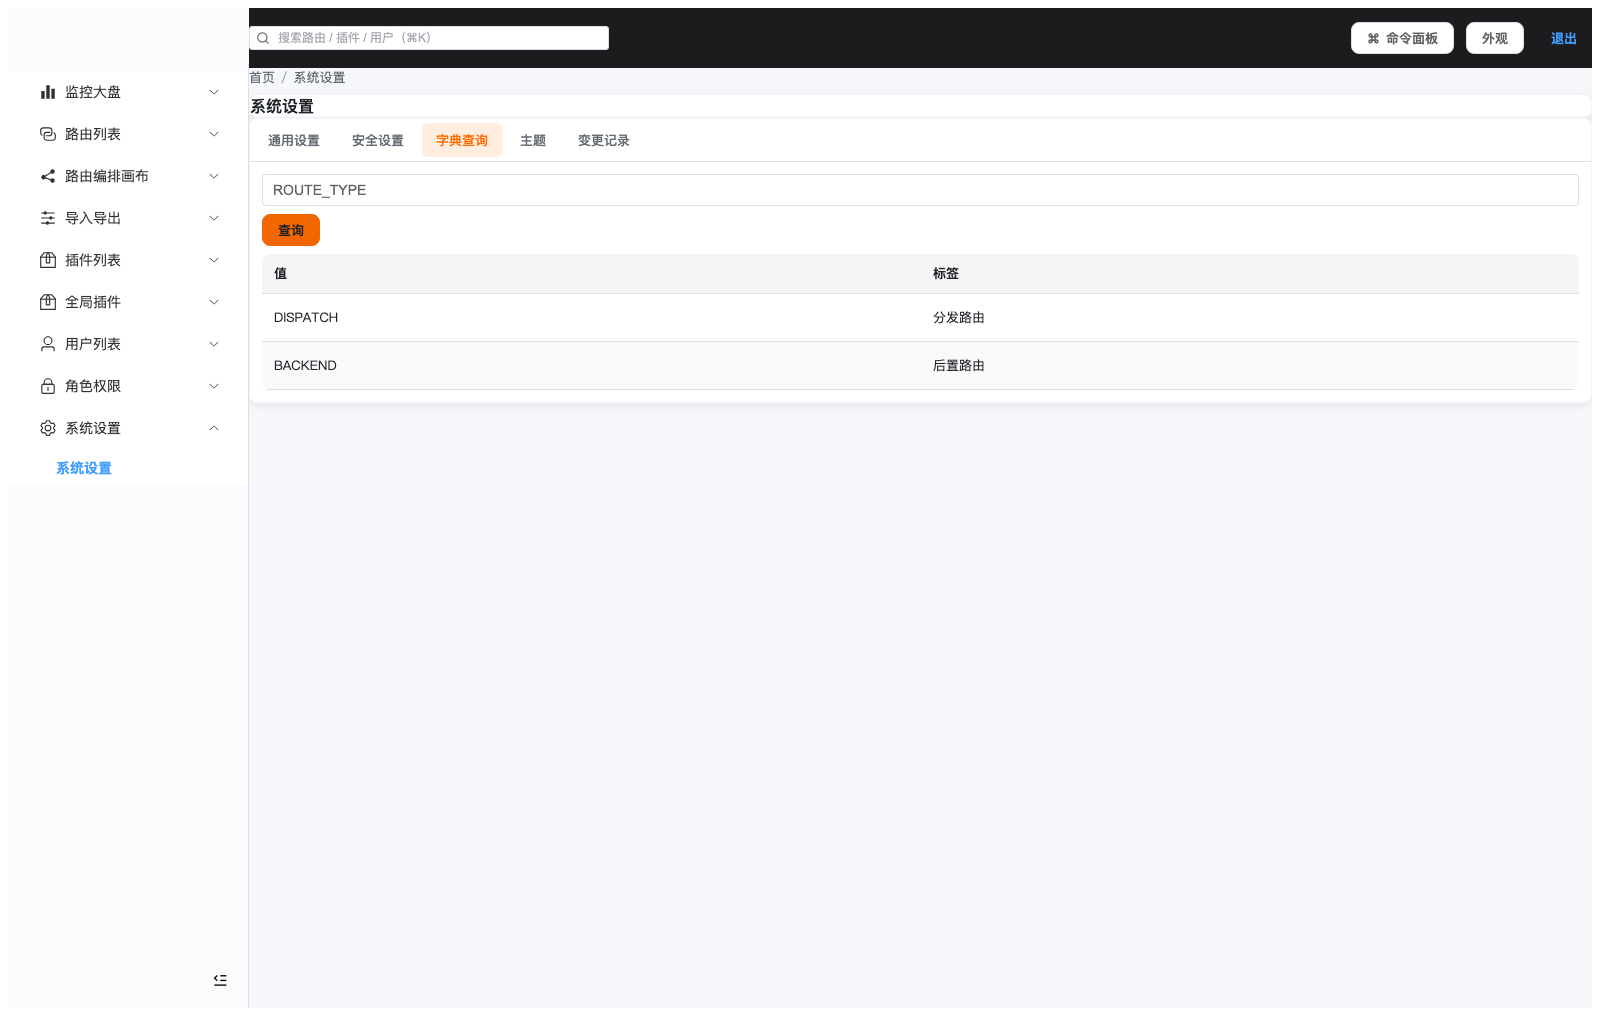 搜索路由 / 插件 / 用户（⌘K）
⌘ 命令面板
外观
退出
监控大盘
路由列表
路由编排画布
导入导出
插件列表
全局插件
用户列表
角色权限
系统设置
系统设置
首页 / 系统设置
系统设置
通用设置 安全设置 字典查询 主题 变更记录
ROUTE_TYPE
查询
值 标签
DISPATCH 分发路由
BACKEND 后置路由